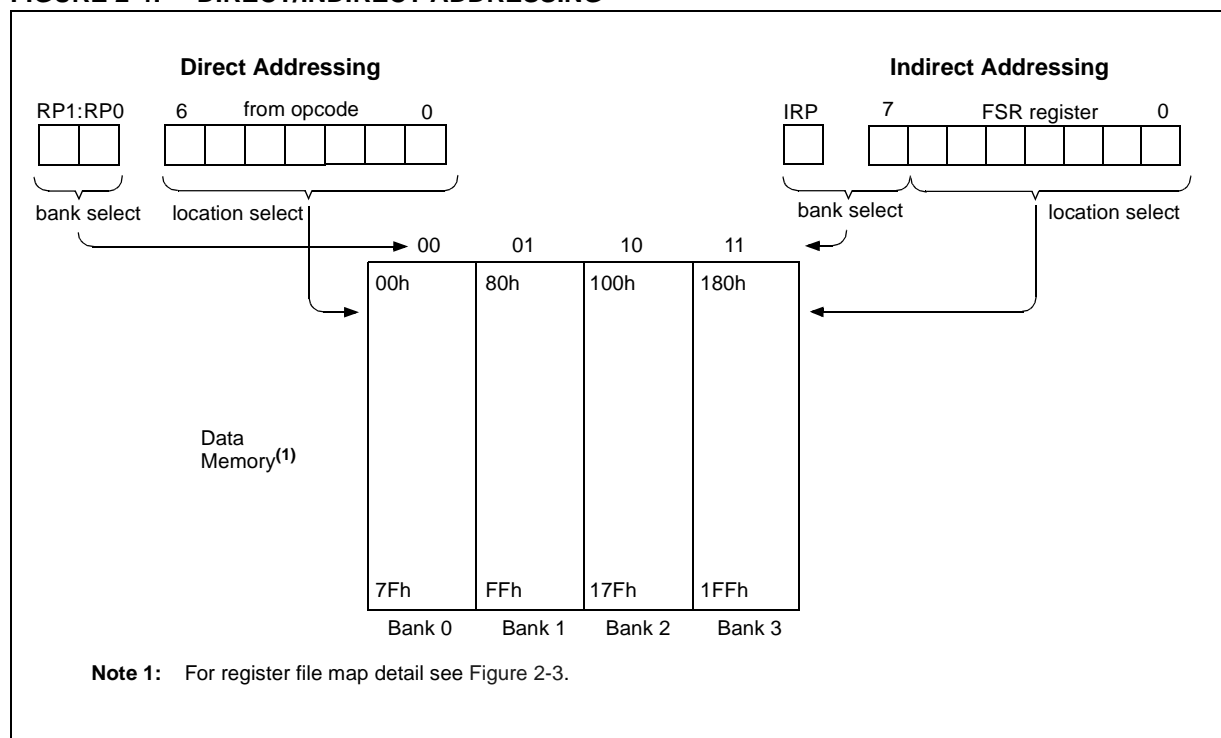 Direct Addressing
Indirect Addressing
RP1:RP0 6 from opcode 0
IRP 7 FSR register 0
bank select location select
bank select location select
00 01 10 11
00h 80h 100h 180h
Data
Memory(1)
7Fh FFh 17Fh 1FFh
Bank 0 Bank 1 Bank 2 Bank 3
Note 1: For register file map detail see Figure 2-3.